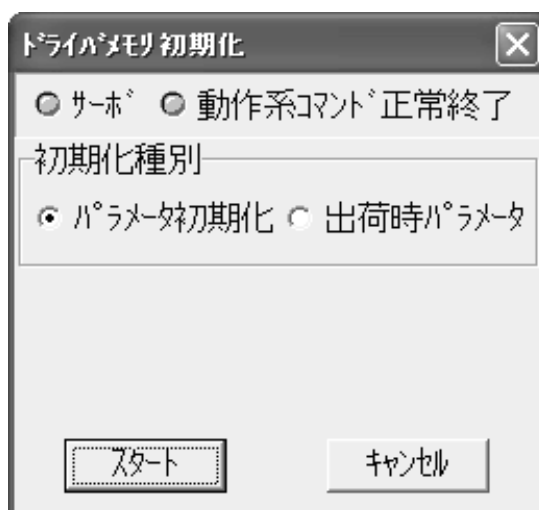 ﾄﾞﾗｲﾊﾞﾒﾓﾘ初期化
ｻｰﾎﾞ 動作系ｺﾏﾝﾄﾞ正常終了
初期化種別
ﾊﾟﾗﾒｰﾀ初期化 出荷時ﾊﾟﾗﾒｰﾀ
ｽﾀｰﾄ ｷｬﾝｾﾙ